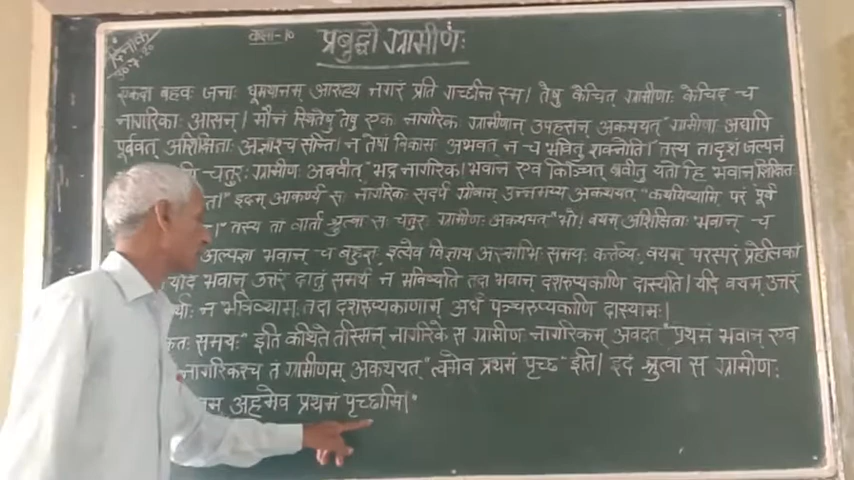 दिनांक
कक्षा-10
प्रबुद्धो ग्रामीणः
30.7.20
एकदा बहवः जनाः धूमयानम् आरुह्य नगरं प्रति गच्छन्ति स्म। तेषु केचित् ग्रामीणाः केचिद् च
नागरिकाः आसन्। मौनं स्थितेषु तेषु एकः नागरिकः ग्रामीणान् उपहसन् अकथयत् "ग्रामीणा अद्यापि
पूर्ववत् अशिक्षिताः अज्ञाश्च सन्ति। न तेषां विकासः अभवत् न च भवितुं शक्नोति।" तस्य तादृशं जल्पनं
चतुरः ग्रामीणः अब्रवीत् "भद्र नागरिक! भवान् एव किञ्चित् ब्रवीतु यतो हि भवान् शिक्षितः
इदम् आकर्ण्य स नागरिकः सदर्पं ग्रीवाम् उन्नमय्य अकथयत् "कथयिष्यामि परं पूर्वं
तस्य तां वार्तां श्रुत्वा सः चतुरः ग्रामीणः अकथयत् "भो! वयम् अशिक्षिताः भवान् च
अल्पज्ञा भवान् च बहुज्ञः इत्येवं विज्ञाय अस्माभिः समयः कर्त्तव्यः वयम् परस्परं प्रहेलिकां
यदि भवान् उत्तरं दातुं समर्थः न भविष्यति तदा भवान् दशरुप्यकाणि दास्यति। यदि वयम् उत्तरं
न भविष्यामः तदा दशरुप्यकाणाम् अर्धं पञ्चरुप्यकाणि दास्यामः।
समयः" इति कथिते तस्मिन् नागरिके स ग्रामीणः नागरिकम् अवदत् "प्रथमं भवान् एव
नागरिकश्च तं ग्रामीणम् अकथयत् "त्वमेव प्रथमं पृच्छ" इति। इदं श्रुत्वा स ग्रामीणः
अहमेव प्रथमं पृच्छामि।"